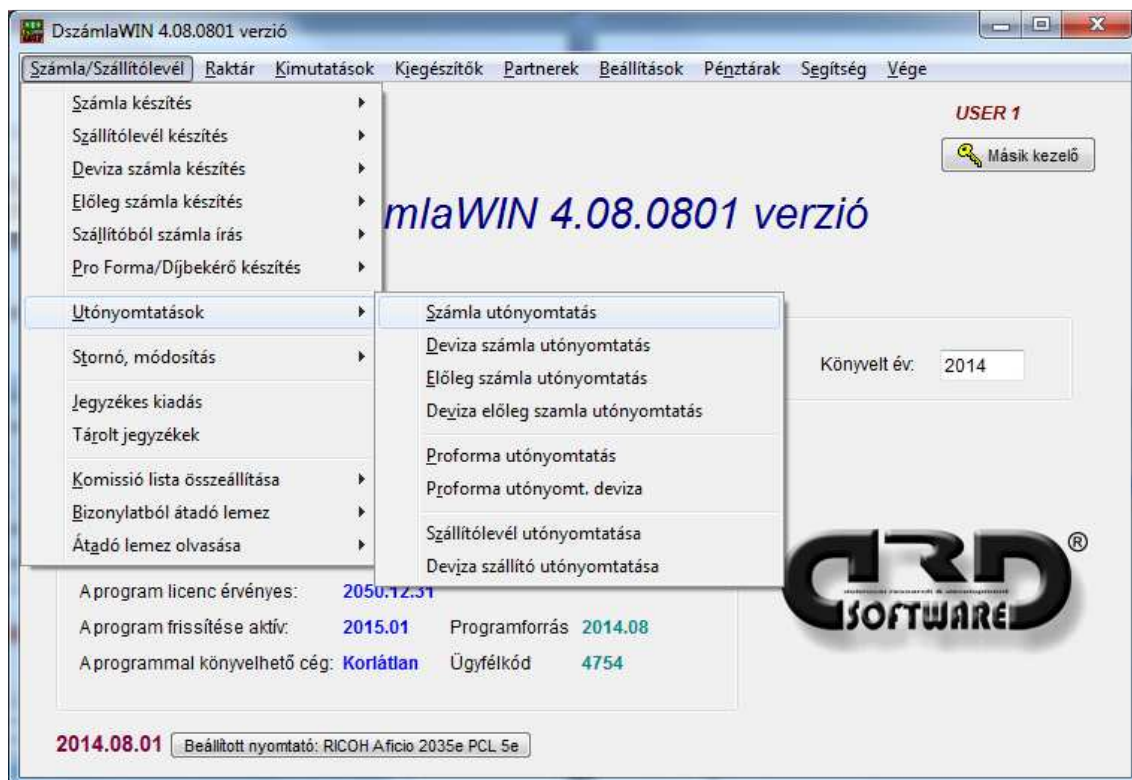 DszámlaWIN 4.08.0801 verzió
Számla/Szállítólevél Raktár Kimutatások Kiegészítők Partnerek Beállítások Pénztárak Segítség Vége
USER 1
Másik kezelő
mlaWIN 4.08.0801 verzió
Számla készítés
Szállítólevél készítés
Deviza számla készítés
Előleg számla készítés
Szállítóból számla írás
Pro Forma/Díjbekérő készítés
Utónyomtatások
Stornó, módosítás
Jegyzékes kiadás
Tárolt jegyzékek
Komissió lista összeállítása
Bizonylatból átadó lemez
Átadó lemez olvasása
Számla utónyomtatás
Deviza számla utónyomtatás
Előleg számla utónyomtatás
Deviza előleg szamla utónyomtatás
Proforma utónyomtatás
Proforma utónyomt. deviza
Szállítólevél utónyomtatása
Deviza szállító utónyomtatása
Könyvelt év: 2014
A program licenc érvényes: 2050.12.31
A program frissítése aktív: 2015.01 Programforrás 2014.08
A programmal könyvelhető cég: Korlátlan Ügyfélkód 4754
DRD ®
SOFTWARE
2014.08.01 Beállított nyomtató: RICOH Aficio 2035e PCL 5e